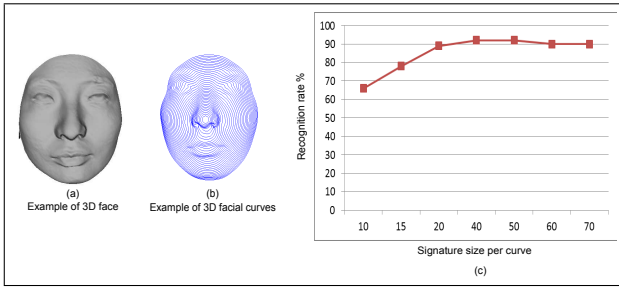 (a)
Example of 3D face
(b)
Example of 3D facial curves
Recognition rate %
100
90
80
70
60
50
40
30
20
10
0
10 15 20 40 50 60 70
Signature size per curve
(c)